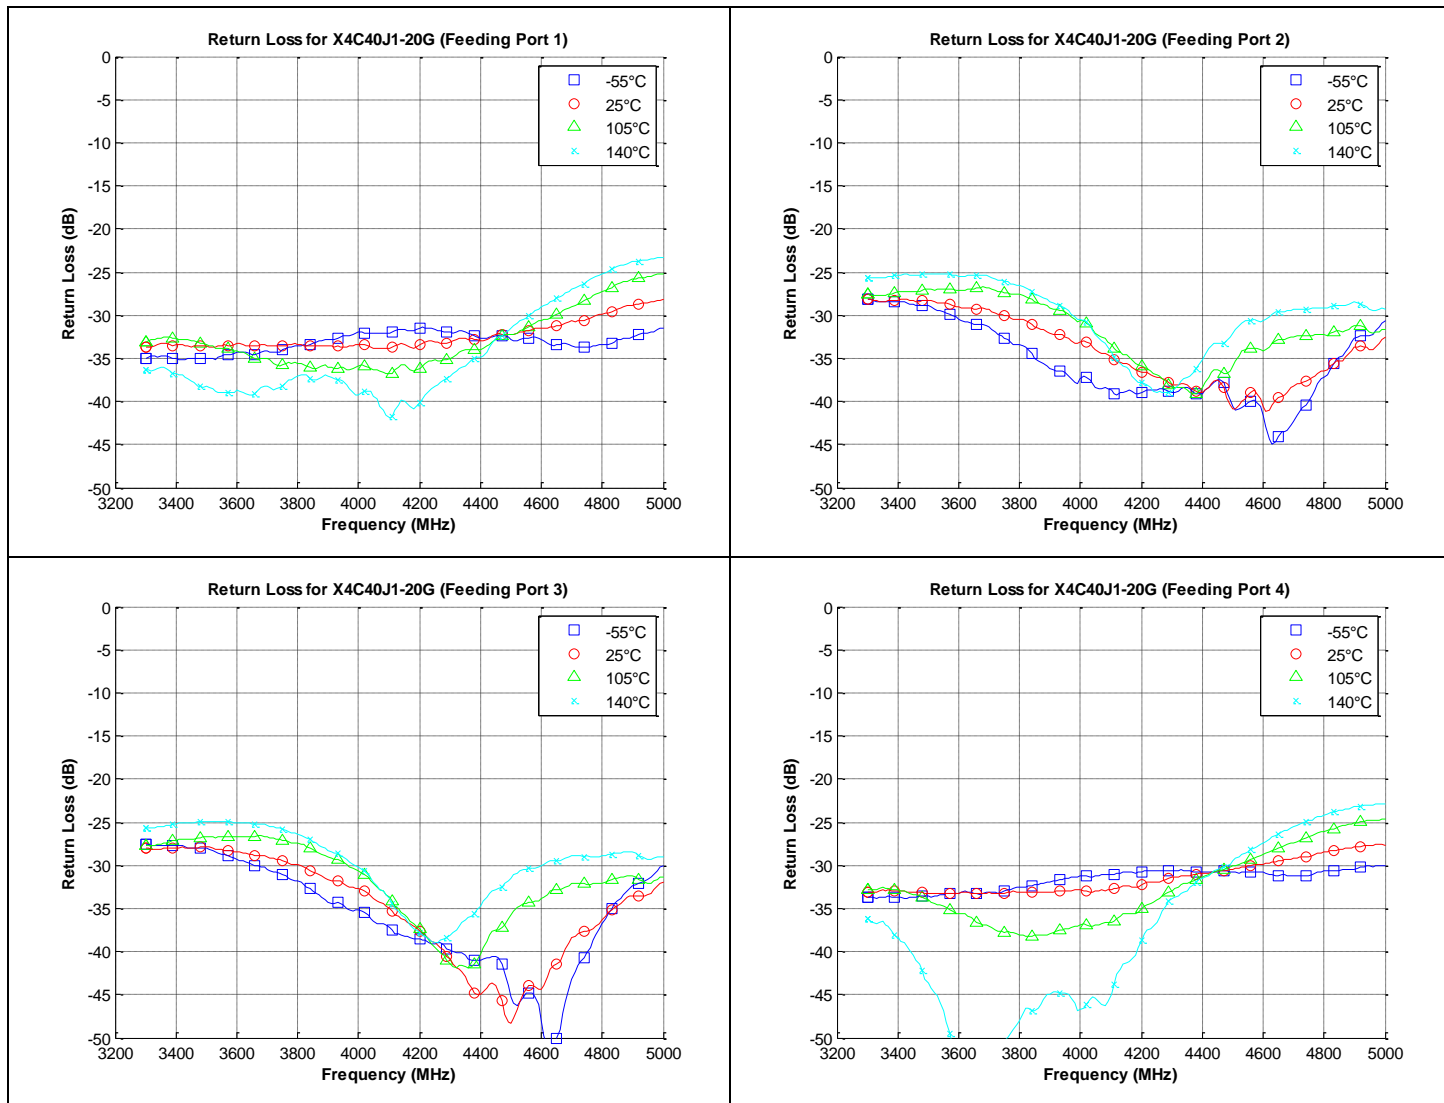 Return Loss for X4C40J1-20G (Feeding Port 1)
0
-5
-10
-15
-20
-25
-30
-35
-40
-45
-50
Return Loss (dB)
3200 3400 3600 3800 4000 4200 4400 4600 4800 5000
Frequency (MHz)
-55°C
25°C
105°C
140°C
Return Loss for X4C40J1-20G (Feeding Port 2)
0
-5
-10
-15
-20
-25
-30
-35
-40
-45
-50
Return Loss (dB)
3200 3400 3600 3800 4000 4200 4400 4600 4800 5000
Frequency (MHz)
-55°C
25°C
105°C
140°C
Return Loss for X4C40J1-20G (Feeding Port 3)
0
-5
-10
-15
-20
-25
-30
-35
-40
-45
-50
Return Loss (dB)
3200 3400 3600 3800 4000 4200 4400 4600 4800 5000
Frequency (MHz)
-55°C
25°C
105°C
140°C
Return Loss for X4C40J1-20G (Feeding Port 4)
0
-5
-10
-15
-20
-25
-30
-35
-40
-45
-50
Return Loss (dB)
3200 3400 3600 3800 4000 4200 4400 4600 4800 5000
Frequency (MHz)
-55°C
25°C
105°C
140°C